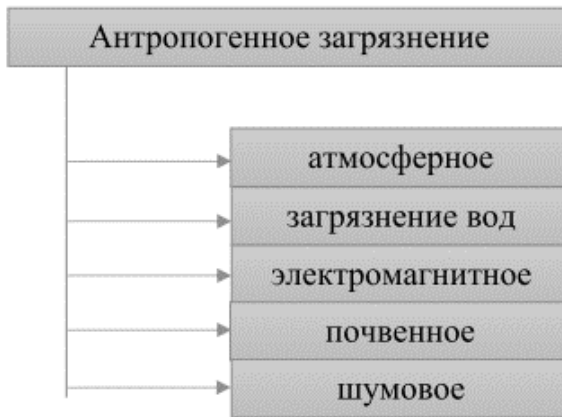 Антропогенное загрязнение
атмосферное
загрязнение вод
электромагнитное
почвенное
шумовое